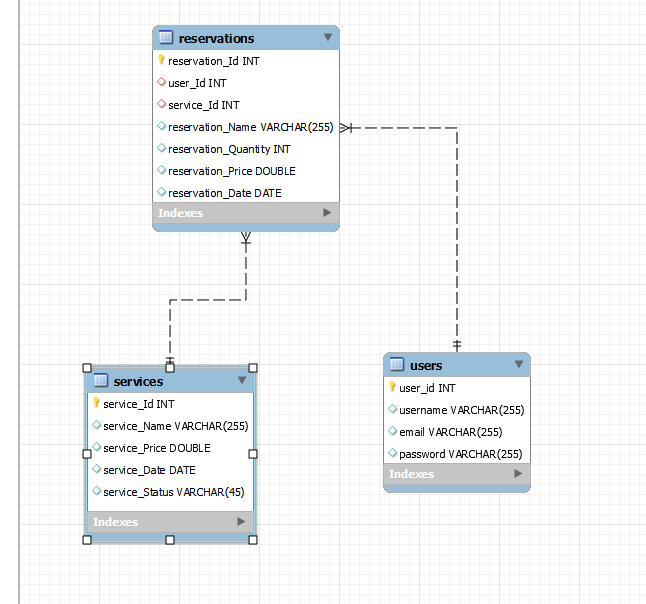 reservations
reservation_Id INT
user_Id INT
service_Id INT
reservation_Name VARCHAR(255)
reservation_Quantity INT
reservation_Price DOUBLE
reservation_Date DATE
Indexes
services
service_Id INT
service_Name VARCHAR(255)
service_Price DOUBLE
service_Date DATE
service_Status VARCHAR(45)
Indexes
users
user_id INT
username VARCHAR(255)
email VARCHAR(255)
password VARCHAR(255)
Indexes